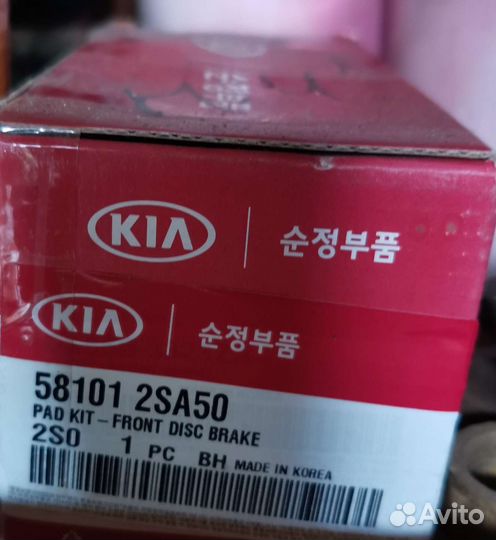 KIA 순정부품
KIA 순정부품
58101 2SA50
PAD KIT - FRONT DISC BRAKE
2S0 1 PC BH MADE IN KOREA
Avito